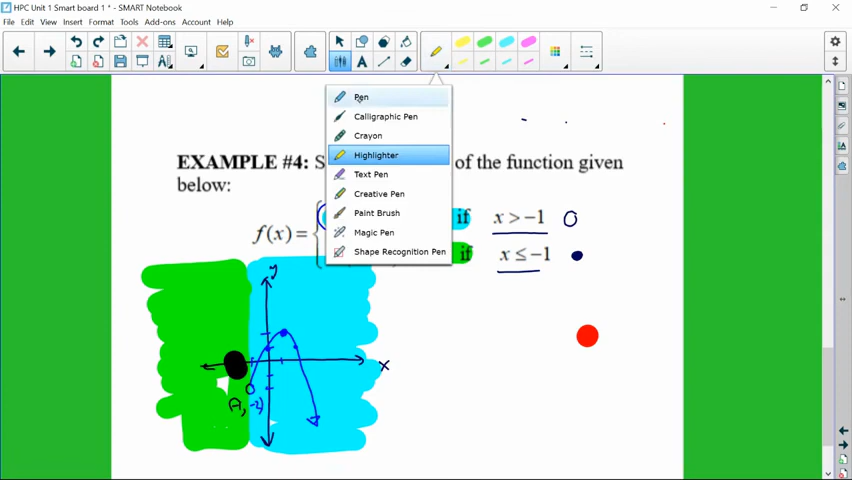 HPC Unit 1 Smart board 1 * - SMART Notebook
File Edit View Insert Format Tools Add-ons Account Help
Pen
Calligraphic Pen
Crayon
Highlighter
Text Pen
Creative Pen
Paint Brush
Magic Pen
Shape Recognition Pen
EXAMPLE #4: S of the function given
below:
f(x) = { if x > −1
if x ≤ −1
y
x